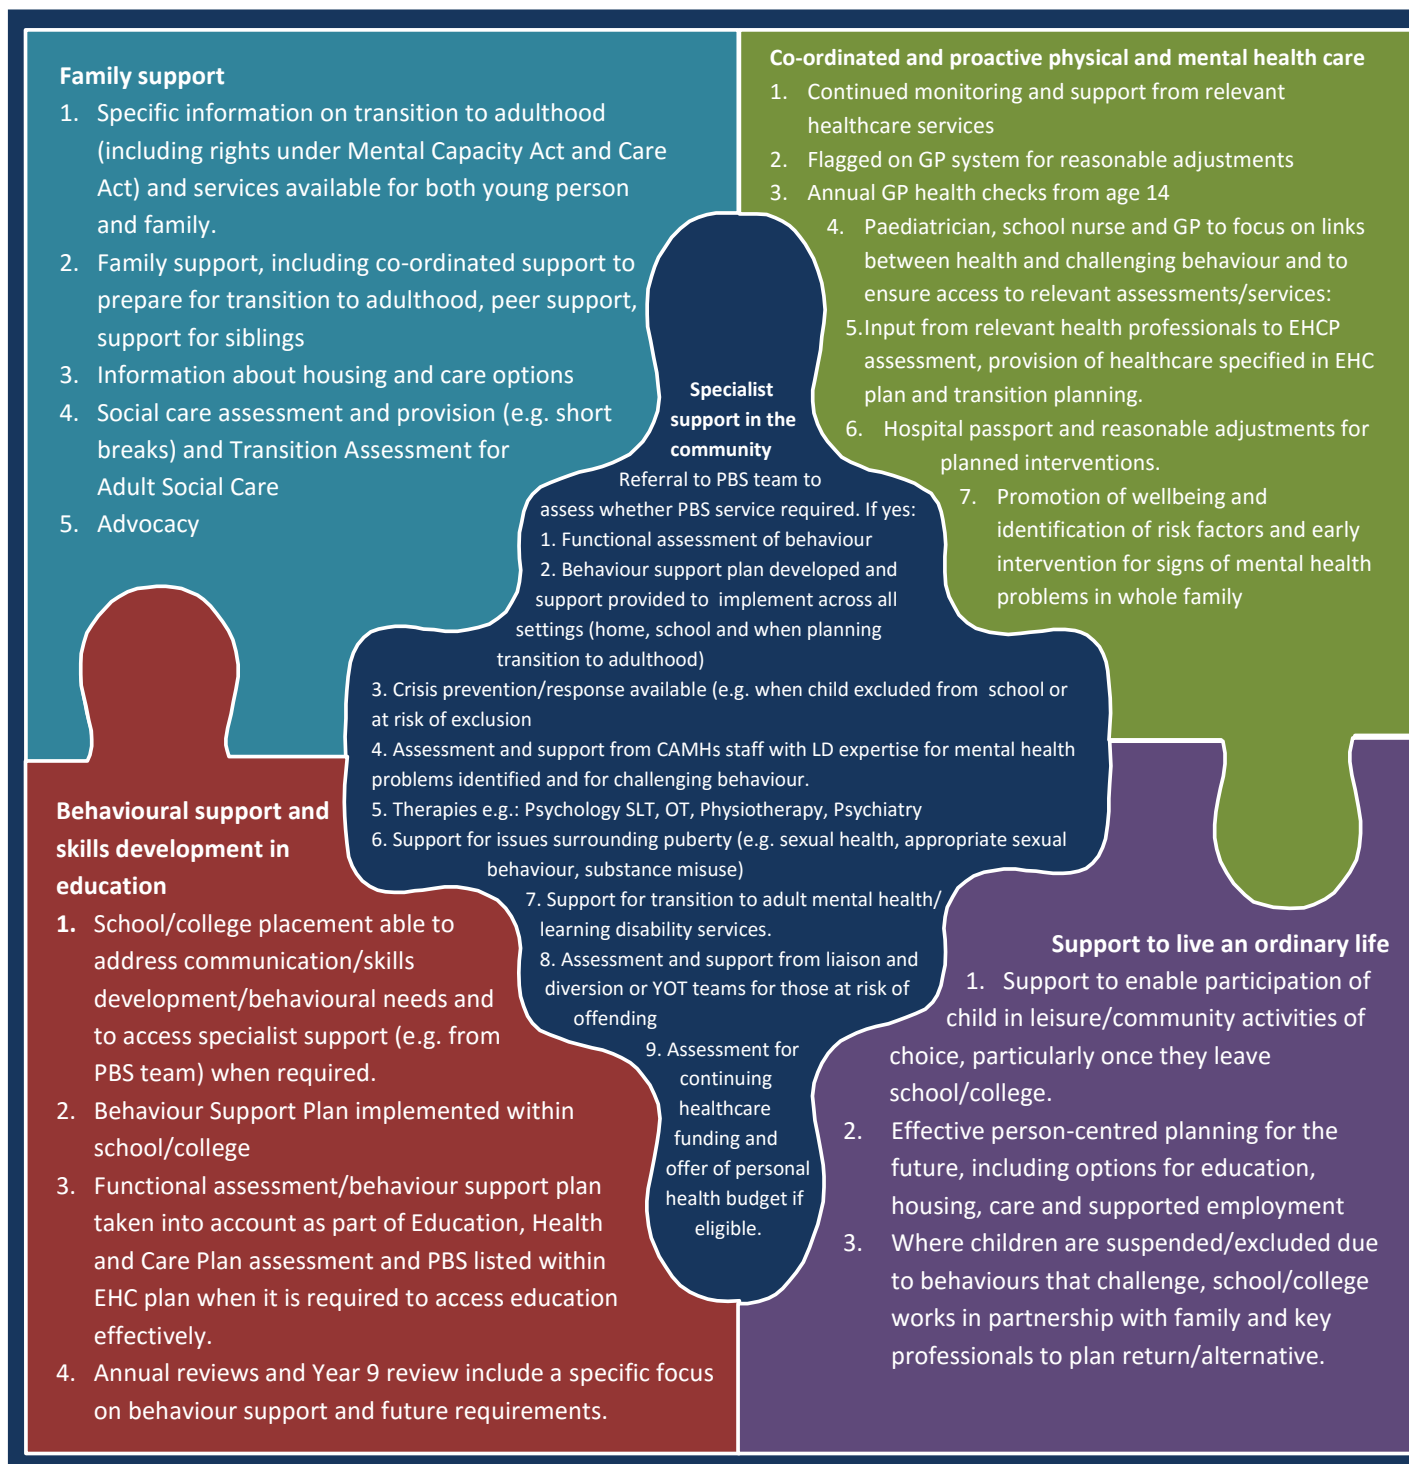 Family support
1. Specific information on transition to adulthood
(including rights under Mental Capacity Act and Care
Act) and services available for both young person
and family.
2. Family support, including co-ordinated support to
prepare for transition to adulthood, peer support,
support for siblings
3. Information about housing and care options
4. Social care assessment and provision (e.g. short
breaks) and Transition Assessment for
Adult Social Care
5. Advocacy
Co-ordinated and proactive physical and mental health care
1. Continued monitoring and support from relevant
healthcare services
2. Flagged on GP system for reasonable adjustments
3. Annual GP health checks from age 14
4. Paediatrician, school nurse and GP to focus on links
between health and challenging behaviour and to
ensure access to relevant assessments/services:
5.Input from relevant health professionals to EHCP
assessment, provision of healthcare specified in EHC
plan and transition planning.
6. Hospital passport and reasonable adjustments for
planned interventions.
7. Promotion of wellbeing and
identification of risk factors and early
intervention for signs of mental health
problems in whole family
Specialist
support in the
community
Referral to PBS team to
assess whether PBS service required. If yes:
1. Functional assessment of behaviour
2. Behaviour support plan developed and
support provided to implement across all
settings (home, school and when planning
transition to adulthood)
3. Crisis prevention/response available (e.g. when child excluded from school or
at risk of exclusion
4. Assessment and support from CAMHs staff with LD expertise for mental health
problems identified and for challenging behaviour.
5. Therapies e.g.: Psychology SLT, OT, Physiotherapy, Psychiatry
6. Support for issues surrounding puberty (e.g. sexual health, appropriate sexual
behaviour, substance misuse)
7. Support for transition to adult mental health/
learning disability services.
8. Assessment and support from liaison and
diversion or YOT teams for those at risk of
offending
9. Assessment for
continuing
healthcare
funding and
offer of personal
health budget if
eligible.
Behavioural support and
skills development in
education
1. School/college placement able to
address communication/skills
development/behavioural needs and
to access specialist support (e.g. from
PBS team) when required.
2. Behaviour Support Plan implemented within
school/college
3. Functional assessment/behaviour support plan
taken into account as part of Education, Health
and Care Plan assessment and PBS listed within
EHC plan when it is required to access education
effectively.
4. Annual reviews and Year 9 review include a specific focus
on behaviour support and future requirements.
Support to live an ordinary life
1. Support to enable participation of
child in leisure/community activities of
choice, particularly once they leave
school/college.
2. Effective person-centred planning for the
future, including options for education,
housing, care and supported employment
3. Where children are suspended/excluded due
to behaviours that challenge, school/college
works in partnership with family and key
professionals to plan return/alternative.